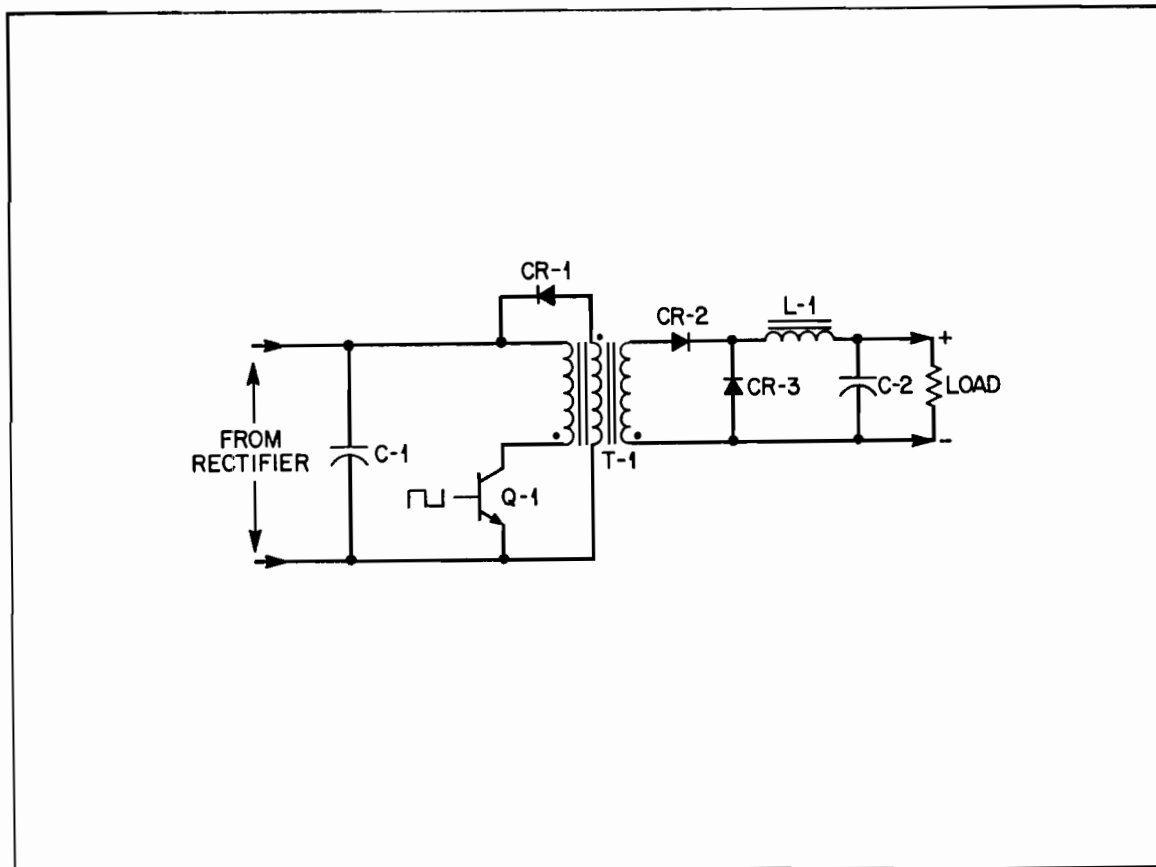 CR-1
CR-2
L-1
+
CR-3
C-2
LOAD
FROM
RECTIFIER
C-1
T-1
-
Q-1